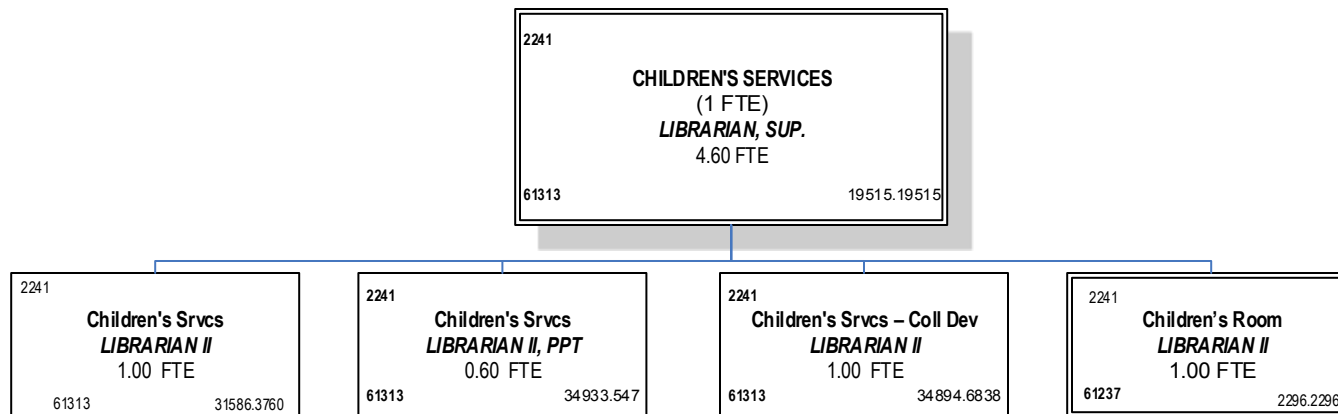 2241
CHILDREN'S SERVICES
(1 FTE)
LIBRARIAN, SUP.
4.60 FTE
61313 19515.19515
2241
Children's Srvcs
LIBRARIAN II
1.00 FTE
61313 31586.3760
2241
Children's Srvcs
LIBRARIAN II, PPT
0.60 FTE
61313 34933.547
2241
Children's Srvcs – Coll Dev
LIBRARIAN II
1.00 FTE
61313 34894.6838
2241
Children’s Room
LIBRARIAN II
1.00 FTE
61237 2296.2296